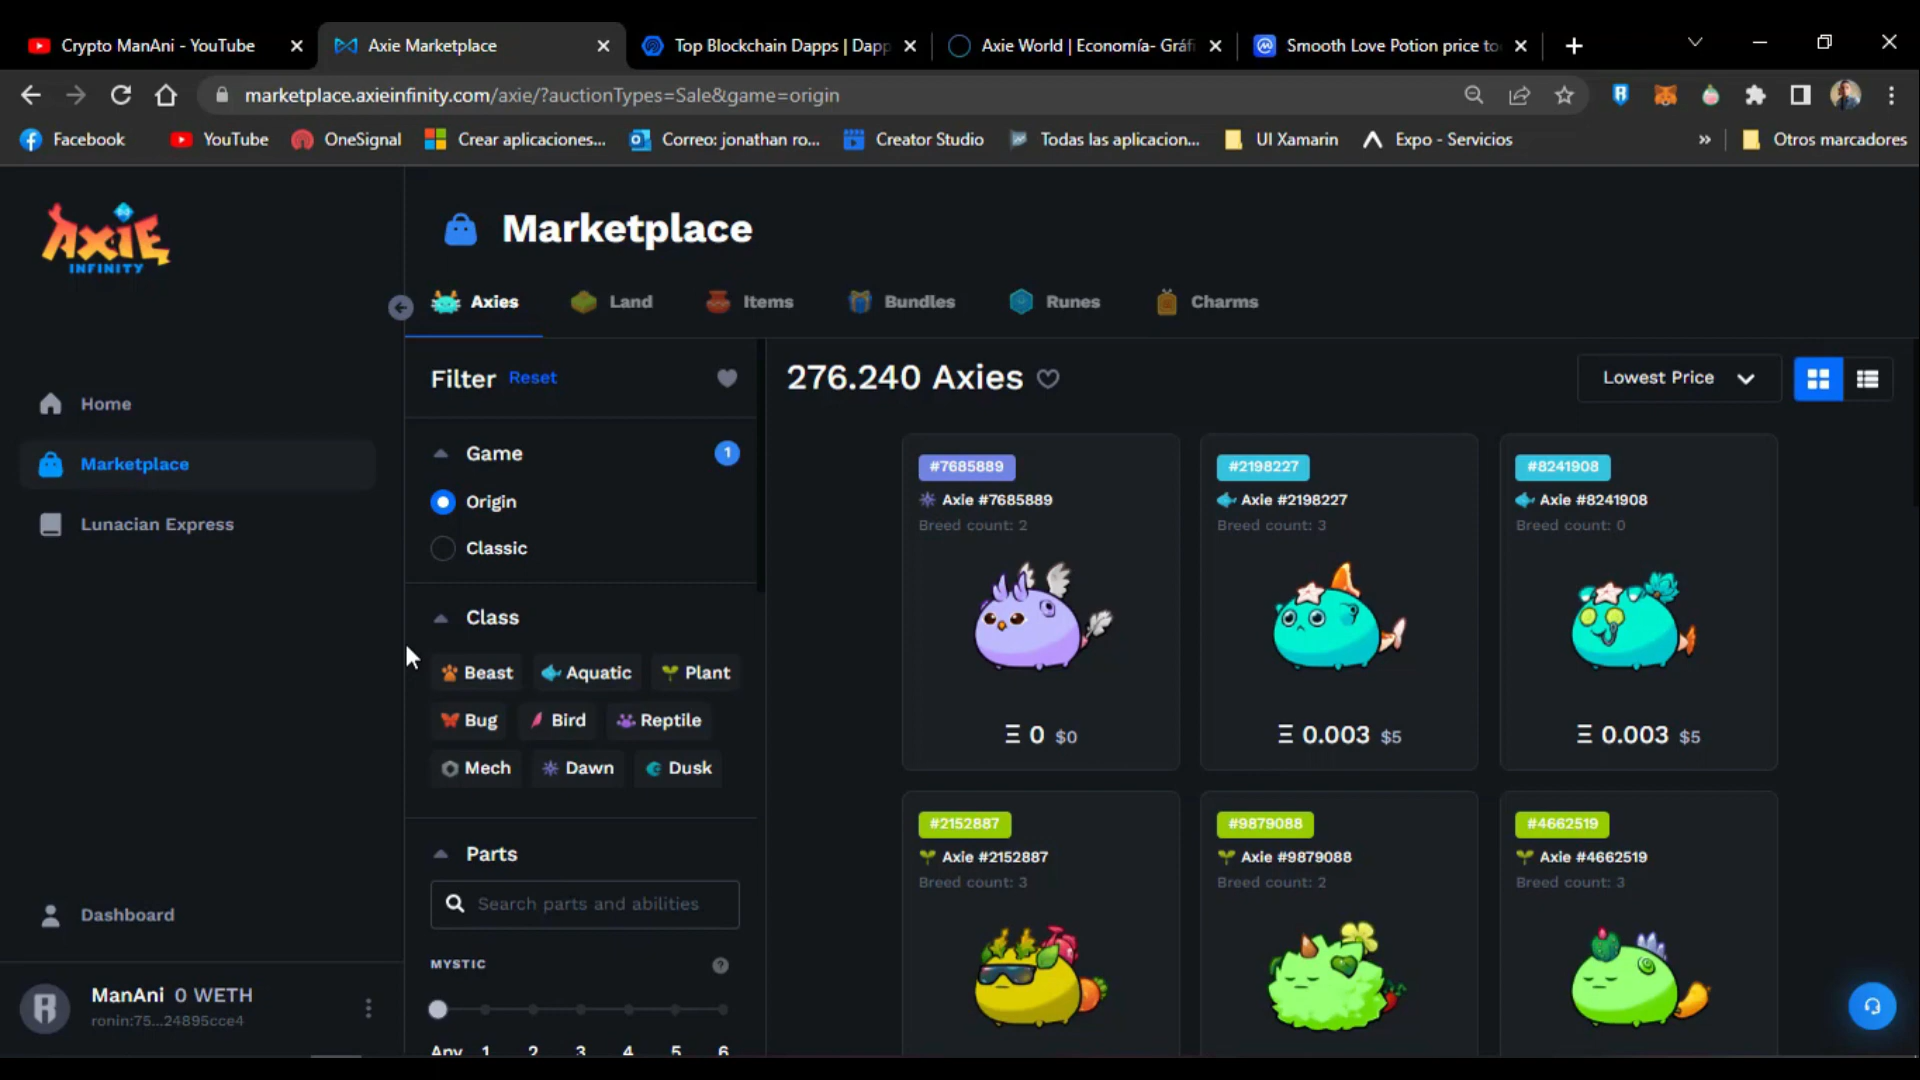 Crypto ManAni - YouTube
Axie Marketplace
Top Blockchain Dapps | Dapp
Axie World | Economía- Gráfi
Smooth Love Potion price to
marketplace.axieinfinity.com/axie/?auctionTypes=Sale&game=origin
Facebook
YouTube
OneSignal
Crear aplicaciones...
Correo: jonathan ro...
Creator Studio
Todas las aplicacion...
UI Xamarin
Expo - Servicios
»
Otros marcadores
AXIE
INFINITY
Home
Marketplace
Lunacian Express
Dashboard
ManAni 0 WETH
ronin:75...24895cce4
Marketplace
Axies
Land
Items
Bundles
Runes
Charms
Filter Reset
Game 1
Origin
Classic
Class
Beast Aquatic Plant
Bug Bird Reptile
Mech Dawn Dusk
Parts
Search parts and abilities
MYSTIC ?
Any 1 2 3 4 5 6
276.240 Axies
Lowest Price
#7685889
Axie #7685889
Breed count: 2
Ξ 0 $0
#2198227
Axie #2198227
Breed count: 3
Ξ 0.003 $5
#8241908
Axie #8241908
Breed count: 0
Ξ 0.003 $5
#2152887
Axie #2152887
Breed count: 3
#9879088
Axie #9879088
Breed count: 2
#4662519
Axie #4662519
Breed count: 3